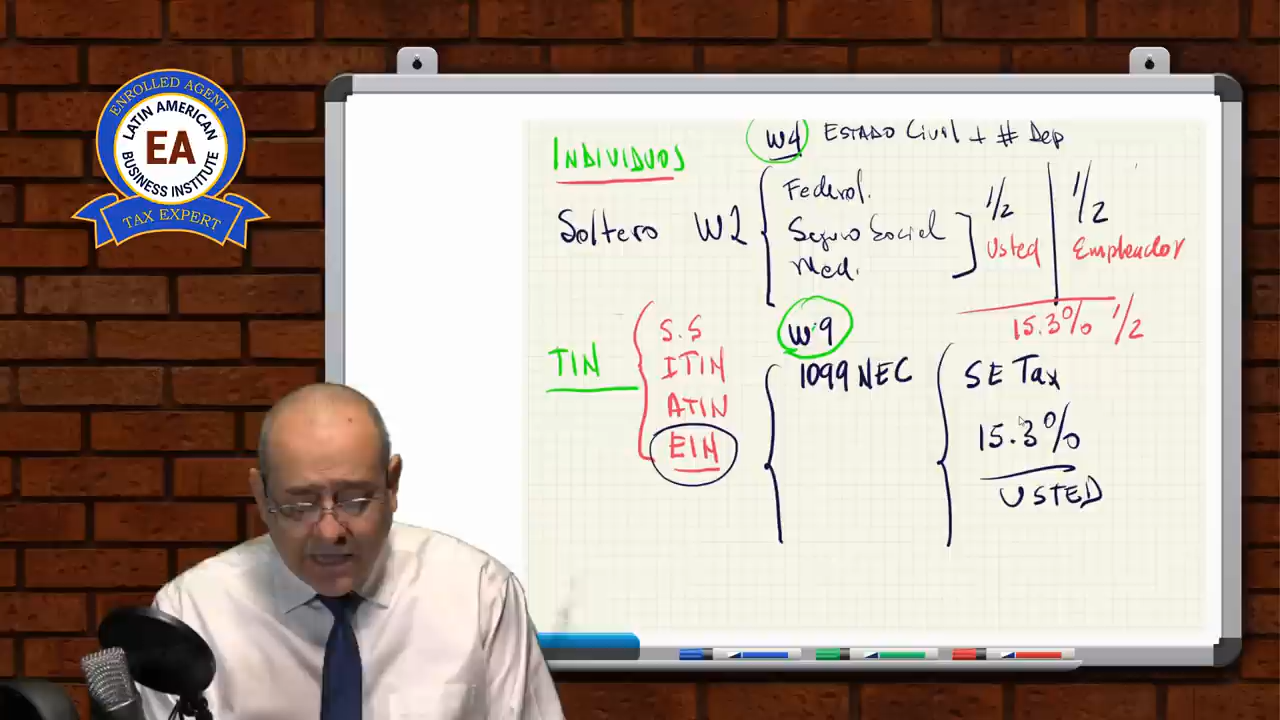 ENROLLED AGENT
LATIN AMERICAN
EA
BUSINESS INSTITUTE
TAX EXPERT
W4 ESTADO Civil + # Dep
INDIVIDUOS
Soltero W2
Federal.
Seguro Social
Med.
1/2 Usted
1/2 Empleador
15.3% 1/2
TIN
S.S
ITIN
ATIN
EIN
W-9
1099 NEC
SE Tax
15.3%
USTED